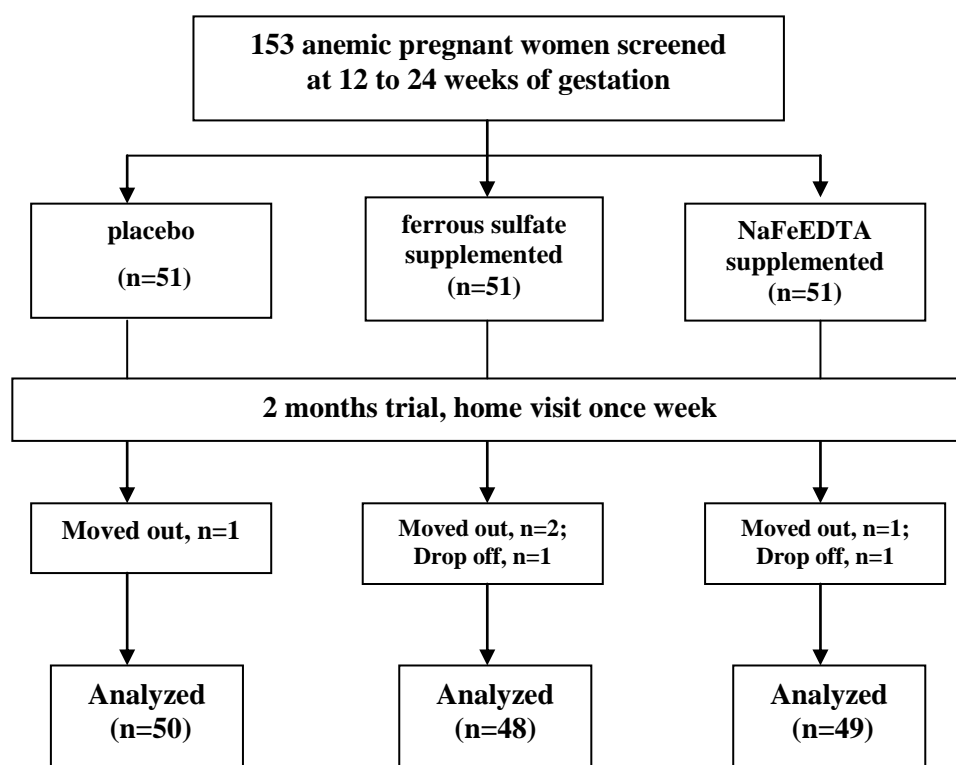 153 anemic pregnant women screened
at 12 to 24 weeks of gestation
placebo
(n=51)
ferrous sulfate
supplemented
(n=51)
NaFeEDTA
supplemented
(n=51)
2 months trial, home visit once week
Moved out, n=1
Moved out, n=2;
Drop off, n=1
Moved out, n=1;
Drop off, n=1
Analyzed
(n=50)
Analyzed
(n=48)
Analyzed
(n=49)